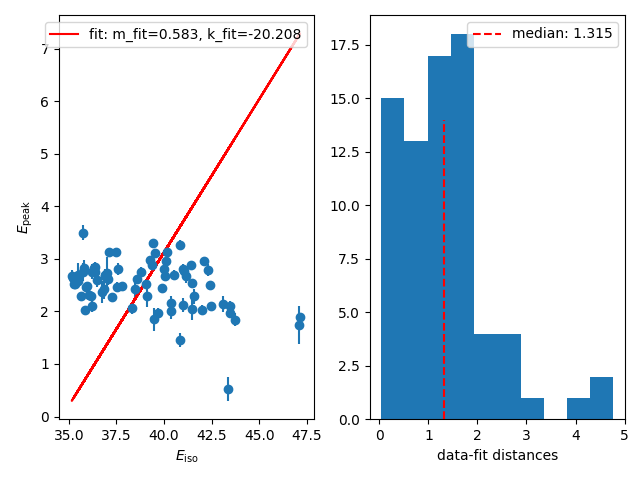 fit: m_fit=0.583, k_fit=-20.208
7
6
5
4
3
2
1
0
E_peak
35.0 37.5 40.0 42.5 45.0 47.5
E_iso
median: 1.315
17.5
15.0
12.5
10.0
7.5
5.0
2.5
0.0
0 1 2 3 4 5
data-fit distances